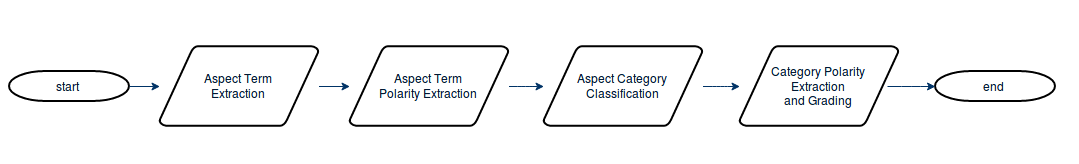 start
Aspect Term
Extraction
Aspect Term
Polarity Extraction
Aspect Category
Classification
Category Polarity
Extraction
and Grading
end